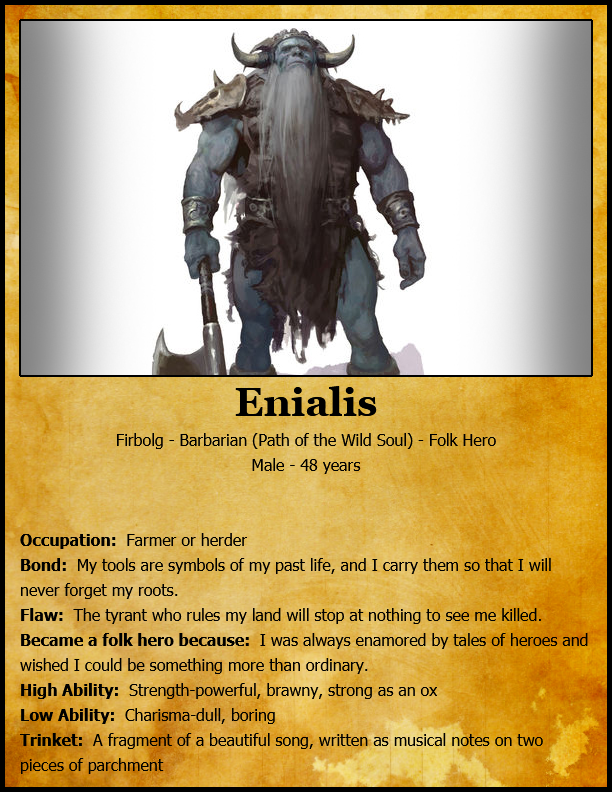 Enialis
Firbolg - Barbarian (Path of the Wild Soul) - Folk Hero
Male - 48 years
Occupation:  Farmer or herder
Bond:  My tools are symbols of my past life, and I carry them so that I will
never forget my roots.
Flaw:  The tyrant who rules my land will stop at nothing to see me killed.
Became a folk hero because:  I was always enamored by tales of heroes and
wished I could be something more than ordinary.
High Ability:  Strength-powerful, brawny, strong as an ox
Low Ability:  Charisma-dull, boring
Trinket:  A fragment of a beautiful song, written as musical notes on two
pieces of parchment